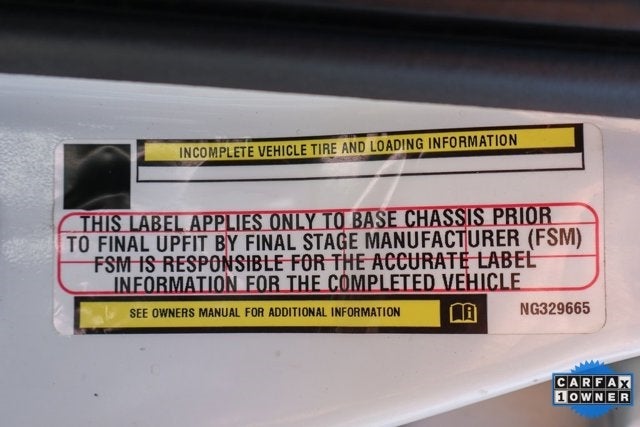 INCOMPLETE VEHICLE TIRE AND LOADING INFORMATION
THIS LABEL APPLIES ONLY TO BASE CHASSIS PRIOR
TO FINAL UPFIT BY FINAL STAGE MANUFACTURER (FSM)
FSM IS RESPONSIBLE FOR THE ACCURATE LABEL
INFORMATION FOR THE COMPLETED VEHICLE
SEE OWNERS MANUAL FOR ADDITIONAL INFORMATION
NG329665
CARFAX
1 OWNER